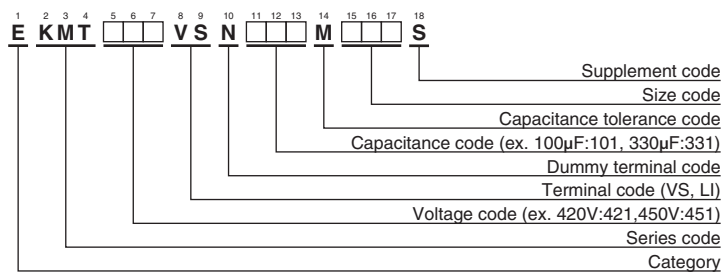 1 2 3 4 5 6 7 8 9 10 11 12 13 14 15 16 17 18
E KMT □□□ VS N □□□ M □□□ S
Supplement code
Size code
Capacitance tolerance code
Capacitance code (ex. 100μF:101, 330μF:331)
Dummy terminal code
Terminal code (VS, LI)
Voltage code (ex. 420V:421,450V:451)
Series code
Category